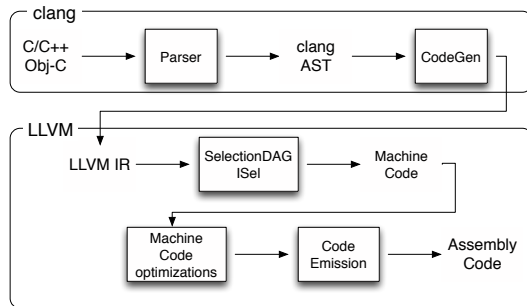 clang
C/C++
Obj-C
Parser
clang
AST
CodeGen
LLVM
LLVM IR
SelectionDAG
ISel
Machine
Code
Machine
Code
optimizations
Code
Emission
Assembly
Code